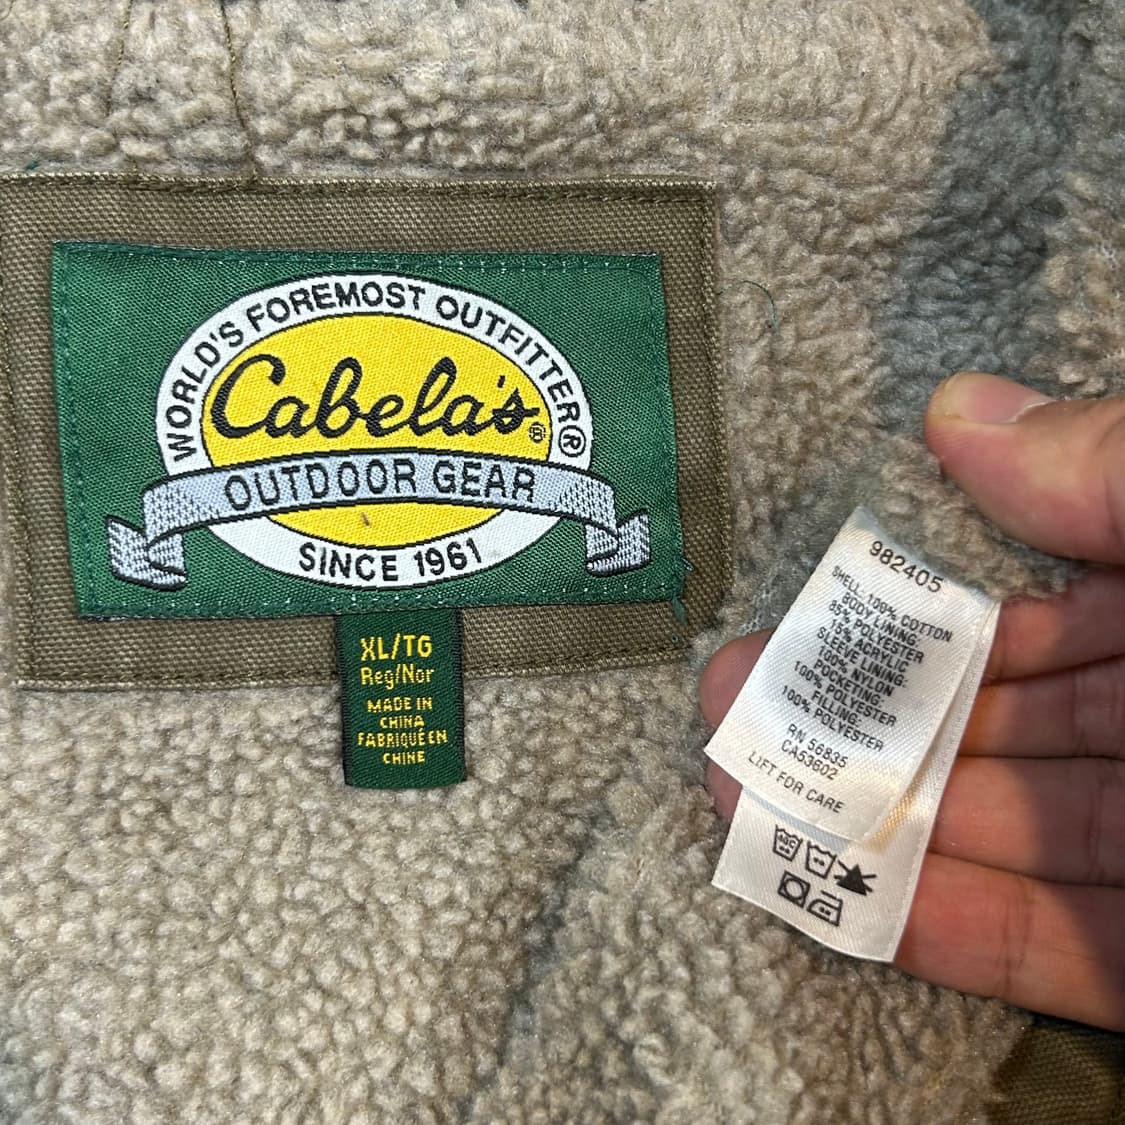 WORLD'S FOREMOST OUTFITTER®
Cabela's®
OUTDOOR GEAR
SINCE 1961
XL/TG
Reg/Nor
MADE IN
CHINA
FABRIQUÉ EN
CHINE
982405
SHELL, 100% COTTON
BODY LINING:
85% POLYESTER
15% ACRYLIC
SLEEVE LINING:
100% NYLON
POCKETING:
100% POLYESTER
FILLING:
100% POLYESTER
RN 56835
CA53602
LIFT FOR CARE